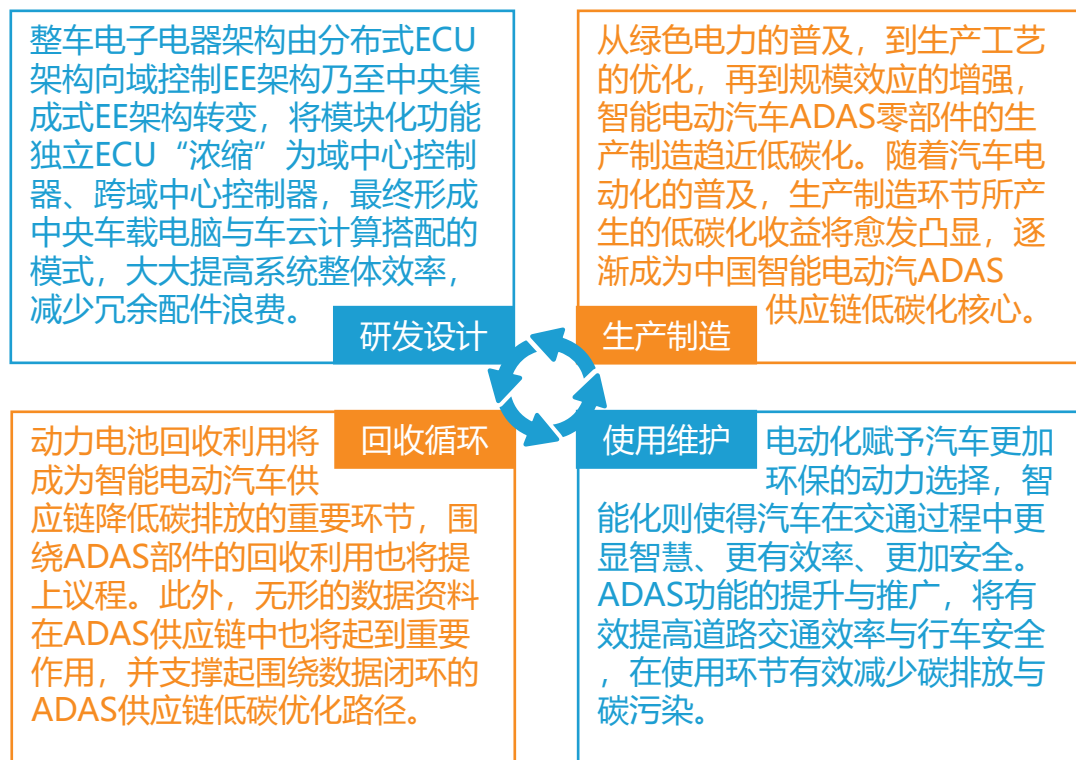 整车电子电器架构由分布式ECU
架构向域控制EE架构乃至中央集
成式EE架构转变，将模块化功能
独立ECU“浓缩”为域中心控制
器、跨域中心控制器，最终形成
中央车载电脑与车云计算搭配的
模式，大大提高系统整体效率，
减少冗余配件浪费。
研发设计
从绿色电力的普及，到生产工艺
的优化，再到规模效应的增强，
智能电动汽车ADAS零部件的生
产制造趋近低碳化。随着汽车电
动化的普及，生产制造环节所产
生的低碳化收益将愈发凸显，逐
渐成为中国智能电动汽ADAS
供应链低碳化核心。
生产制造
回收循环
动力电池回收利用将
成为智能电动汽车供
应链降低碳排放的重要环节，围
绕ADAS部件的回收利用也将提
上议程。此外，无形的数据资料
在ADAS供应链中也将起到重要
作用，并支撑起围绕数据闭环的
ADAS供应链低碳优化路径。
使用维护
电动化赋予汽车更加
环保的动力选择，智
能化则使得汽车在交通过程中更
显智慧、更有效率、更加安全。
ADAS功能的提升与推广，将有
效提高道路交通效率与行车安全
，在使用环节有效减少碳排放与
碳污染。